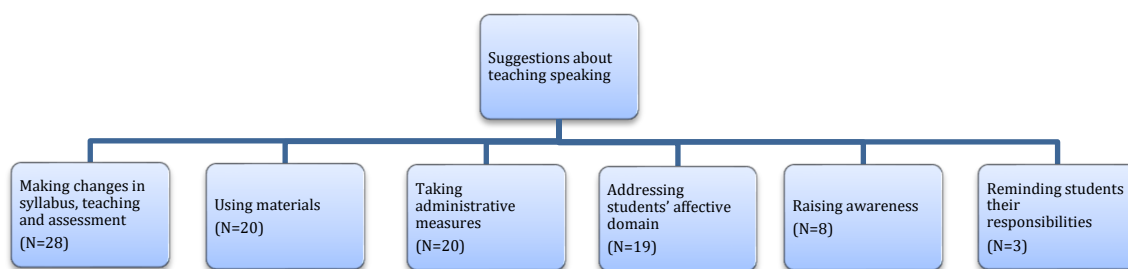 Suggestions about
teaching speaking
Making changes in
syllabus, teaching
and assessment
(N=28)
Using materials
(N=20)
Taking
administrative
measures
(N=20)
Addressing
students’ affective
domain
(N=19)
Raising awareness
(N=8)
Reminding students
their
responsibilities
(N=3)